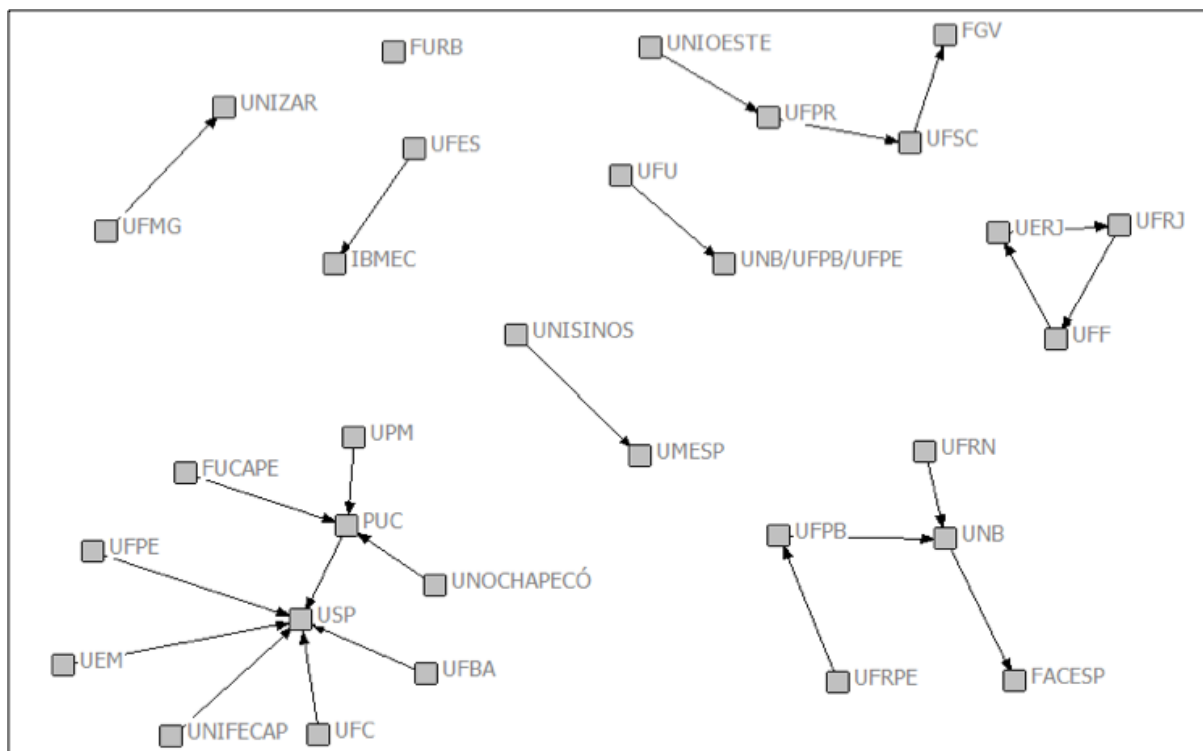 FURB
UNIOESTE
FGV
UNIZAR
UFPR
UFSC
UFES
UFU
UFMG
UERJ
UFRJ
IBMEC
UNB/UFPB/UFPE
UFF
UNISINOS
UPM
UMESP
UFRN
FUCAPE
PUC
UFPB
UNB
UFPE
UNOCHAPECÓ
USP
UEM
UFBA
UFRPE
FACESP
UNIFECAP
UFC